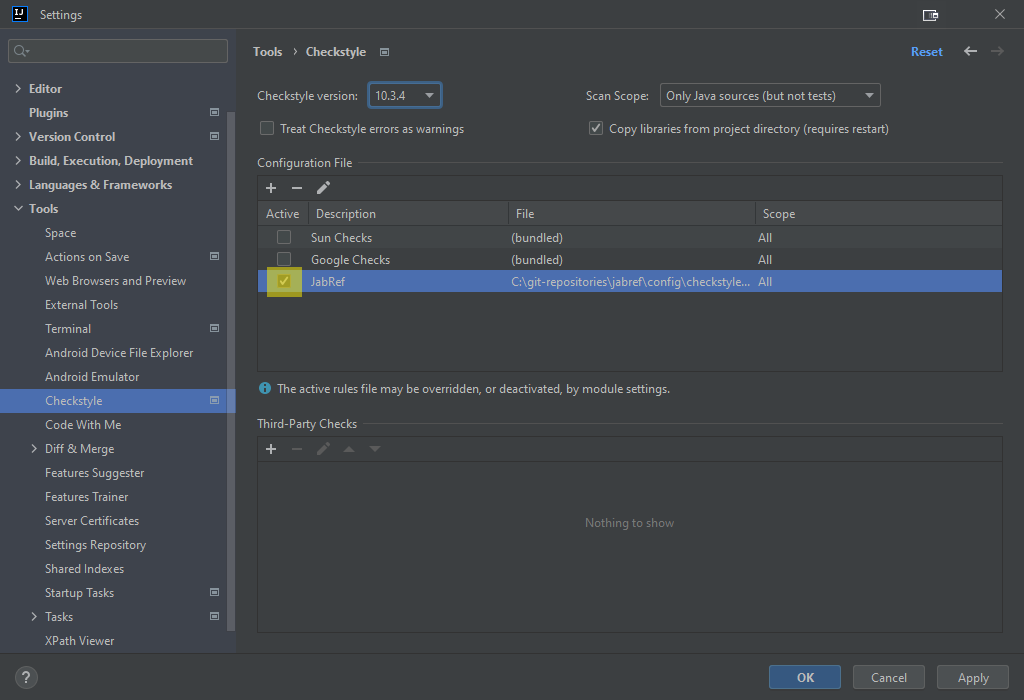 Settings
Tools › Checkstyle
Reset
Editor
Plugins
Version Control
Build, Execution, Deployment
Languages & Frameworks
Tools
Space
Actions on Save
Web Browsers and Preview
External Tools
Terminal
Android Device File Explorer
Android Emulator
Checkstyle
Code With Me
Diff & Merge
Features Suggester
Features Trainer
Server Certificates
Settings Repository
Shared Indexes
Startup Tasks
Tasks
XPath Viewer
Checkstyle version: 10.3.4
Scan Scope: Only Java sources (but not tests)
Treat Checkstyle errors as warnings
Copy libraries from project directory (requires restart)
Configuration File
Active Description File Scope
Sun Checks (bundled) All
Google Checks (bundled) All
JabRef C:\git-repositories\jabref\config\checkstyle... All
The active rules file may be overridden, or deactivated, by module settings.
Third-Party Checks
Nothing to show
?
OK Cancel Apply